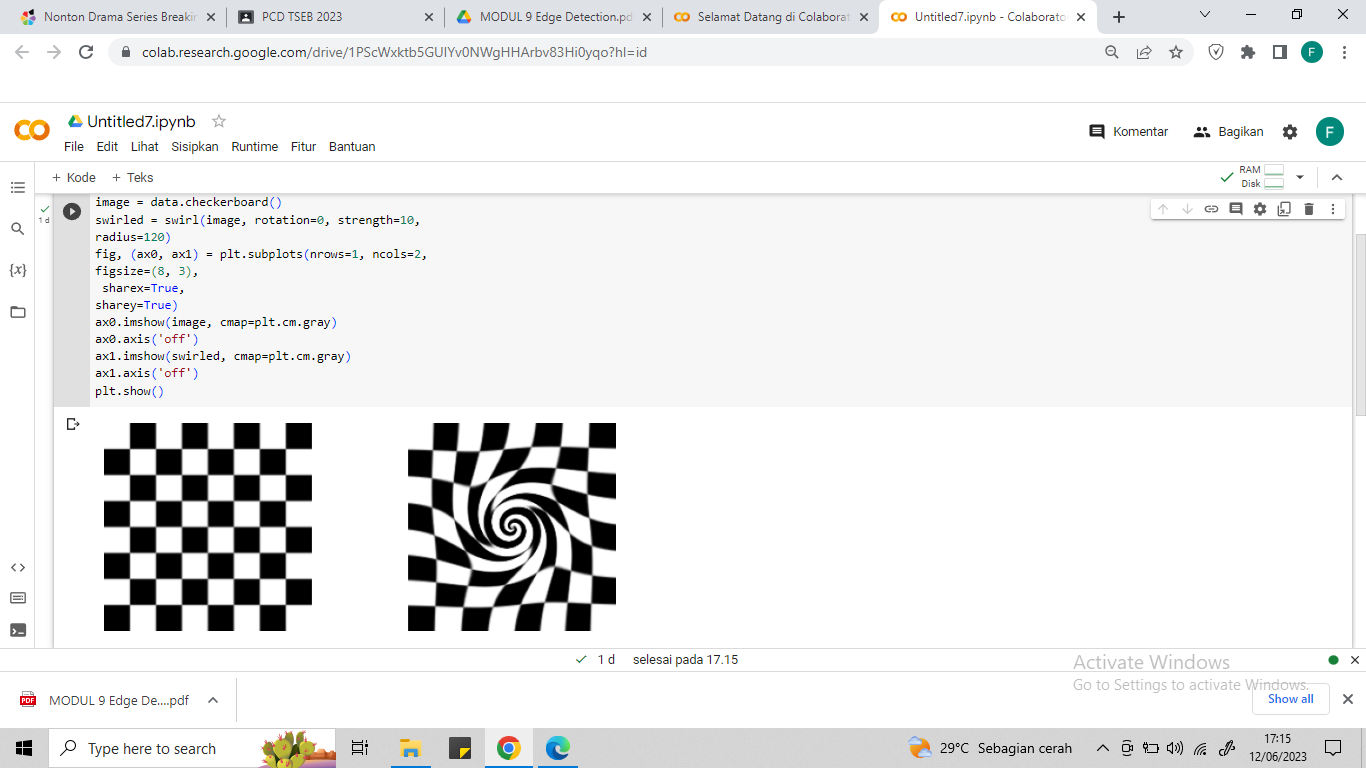 Nonton Drama Series Breakin
PCD TSEB 2023
MODUL 9 Edge Detection.pd
Selamat Datang di Colaborat
Untitled7.ipynb - Colaborato
colab.research.google.com/drive/1PScWxktb5GUIYv0NWgHHArbv83Hi0yqo?hl=id
F
Untitled7.ipynb
File Edit Lihat Sisipkan Runtime Fitur Bantuan
Komentar
Bagikan
F
+ Kode + Teks
RAM
Disk
1 d
{x}
image = data.checkerboard()
swirled = swirl(image, rotation=0, strength=10,
radius=120)
fig, (ax0, ax1) = plt.subplots(nrows=1, ncols=2,
figsize=(8, 3),
sharex=True,
sharey=True)
ax0.imshow(image, cmap=plt.cm.gray)
ax0.axis('off')
ax1.imshow(swirled, cmap=plt.cm.gray)
ax1.axis('off')
plt.show()
1 d selesai pada 17.15
Activate Windows
Go to Settings to activate Windows.
PDF
MODUL 9 Edge De....pdf
Show all
Type here to search
29°C Sebagian cerah
17:15
12/06/2023